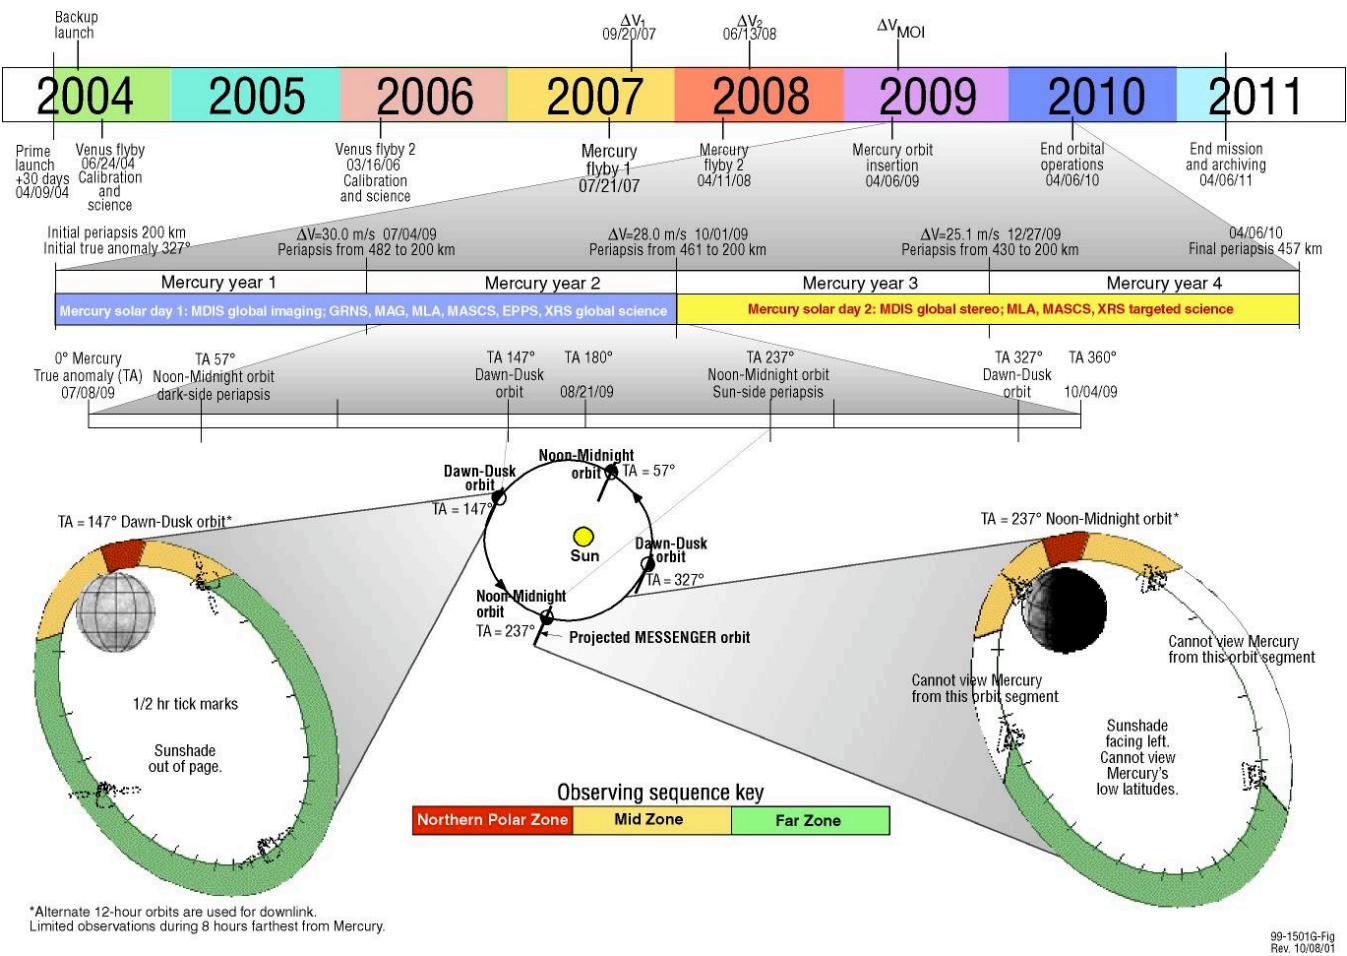 Backup
launch
ΔV1
09/20/07
ΔV2
06/13/08
ΔVMOI
2004 2005 2006 2007 2008 2009 2010 2011
Prime
launch
+30 days
04/09/04
Venus flyby
06/24/04
Calibration
and
science
Venus flyby 2
03/16/06
Calibration
and science
Mercury
flyby 1
07/21/07
Mercury
flyby 2
04/11/08
Mercury orbit
insertion
04/06/09
End orbital
operations
04/06/10
End mission
and archiving
04/06/11
Initial periapsis 200 km
Initial true anomaly 327°
ΔV=30.0 m/s 07/04/09
Periapsis from 482 to 200 km
ΔV=28.0 m/s 10/01/09
Periapsis from 461 to 200 km
ΔV=25.1 m/s 12/27/09
Periapsis from 430 to 200 km
04/06/10
Final periapsis 457 km
Mercury year 1 Mercury year 2 Mercury year 3 Mercury year 4
Mercury solar day 1: MDIS global imaging; GRNS, MAG, MLA, MASCS, EPPS, XRS global science
Mercury solar day 2: MDIS global stereo; MLA, MASCS, XRS targeted science
0° Mercury
True anomaly (TA)
07/08/09
TA 57°
Noon-Midnight orbit
dark-side periapsis
TA 147°
Dawn-Dusk
orbit
TA 180°
08/21/09
TA 237°
Noon-Midnight orbit
Sun-side periapsis
TA 327°
Dawn-Dusk
orbit
TA 360°
10/04/09
Noon-Midnight
orbit
TA = 57°
Dawn-Dusk
orbit
TA = 147°
Sun
Dawn-Dusk
orbit
TA = 327°
Noon-Midnight
orbit
TA = 237°
Projected MESSENGER orbit
TA = 147° Dawn-Dusk orbit*
1/2 hr tick marks
Sunshade
out of page.
TA = 237° Noon-Midnight orbit*
Cannot view Mercury
from this orbit segment
Cannot view Mercury
from this orbit segment
Sunshade
facing left.
Cannot view
Mercury's
low latitudes.
Observing sequence key
Northern Polar Zone Mid Zone Far Zone
*Alternate 12-hour orbits are used for downlink.
Limited observations during 8 hours farthest from Mercury.
99-1501G-Fig
Rev. 10/08/01